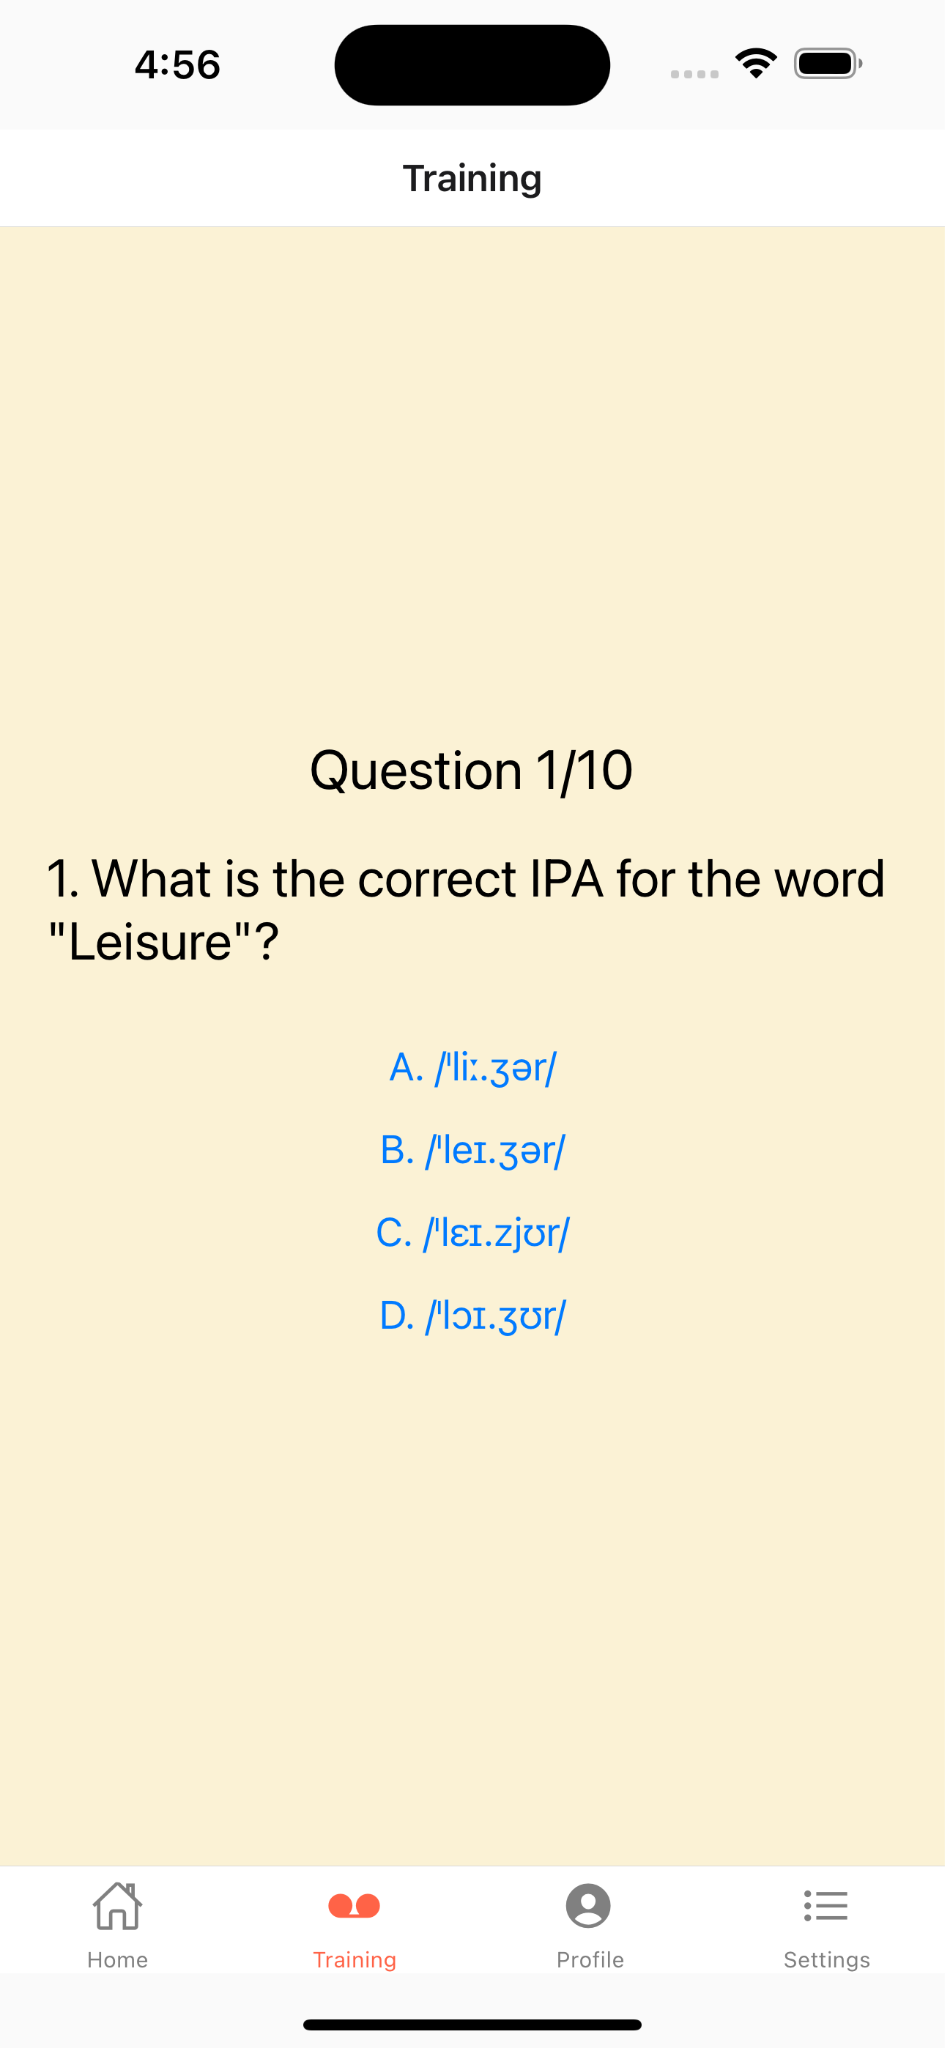 4:56
Training
Question 1/10
1. What is the correct IPA for the word
"Leisure"?
A. /ˈliː.ʒər/
B. /ˈleɪ.ʒər/
C. /ˈlɛɪ.zjʊr/
D. /ˈlɔɪ.ʒʊr/
Home
Training
Profile
Settings